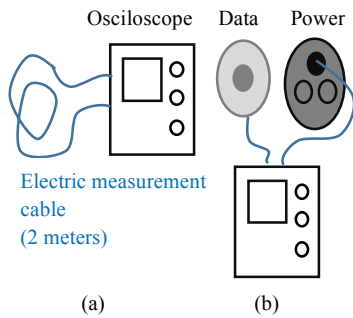 Osciloscope
Data
Power
Electric measurement
cable
(2 meters)
(a)
(b)